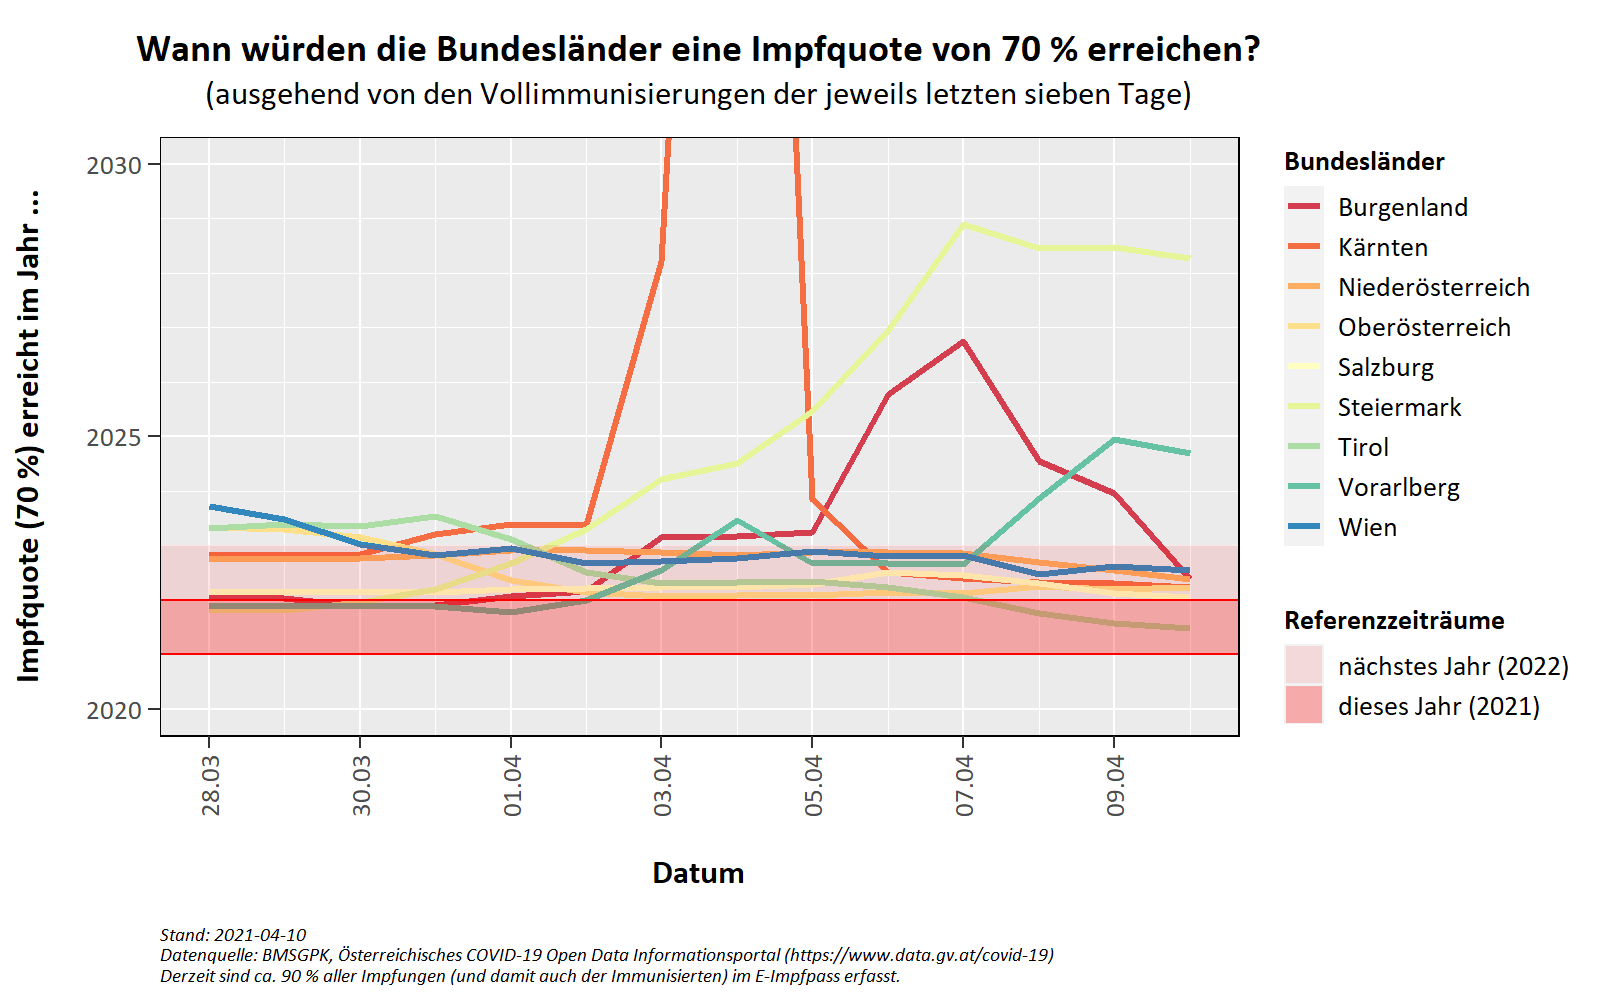 Wann würden die Bundesländer eine Impfquote von 70 % erreichen?
(ausgehend von den Vollimmunisierungen der jeweils letzten sieben Tage)
Impfquote (70 %) erreicht im Jahr ...
2030
2025
2020
28.03
30.03
01.04
03.04
05.04
07.04
09.04
Datum
Bundesländer
Burgenland
Kärnten
Niederösterreich
Oberösterreich
Salzburg
Steiermark
Tirol
Vorarlberg
Wien
Referenzzeiträume
nächstes Jahr (2022)
dieses Jahr (2021)
Stand: 2021-04-10
Datenquelle: BMSGPK, Österreichisches COVID-19 Open Data Informationsportal (https://www.data.gv.at/covid-19)
Derzeit sind ca. 90 % aller Impfungen (und damit auch der Immunisierten) im E-Impfpass erfasst.